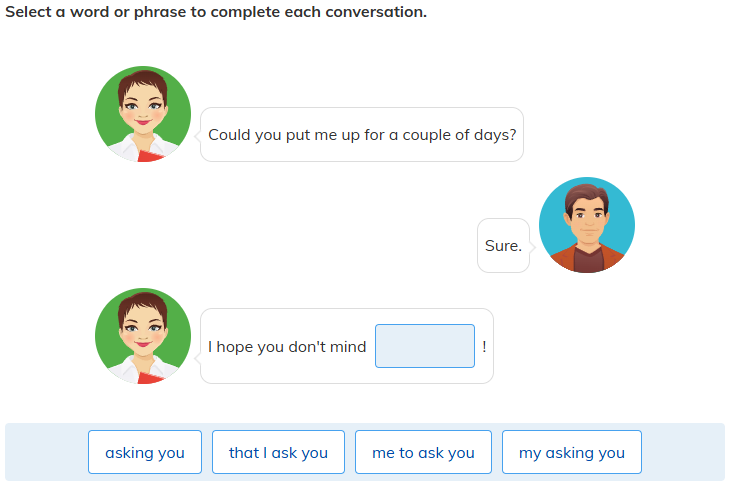 Select a word or phrase to complete each conversation.
Could you put me up for a couple of days?
Sure.
I hope you don't mind !
asking you
that I ask you
me to ask you
my asking you